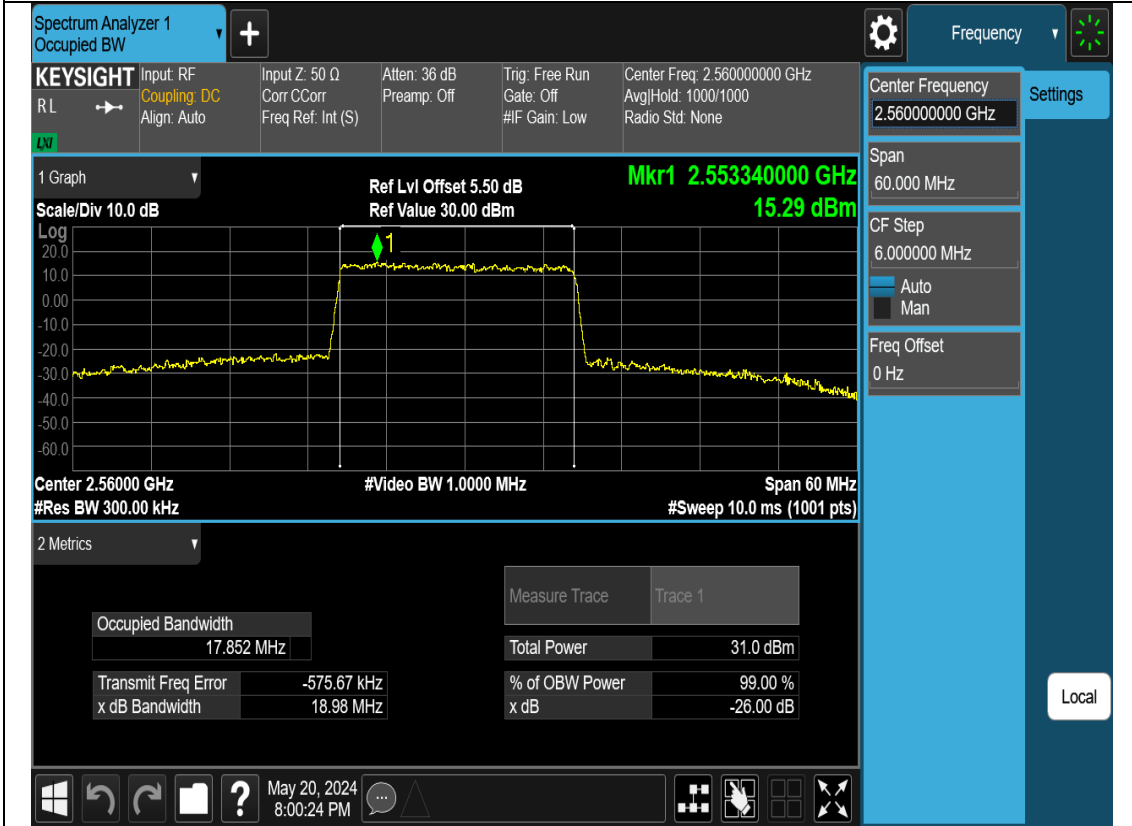 Spectrum Analyzer 1
Occupied BW
+
Frequency
KEYSIGHT
RL
LXI
Input: RF
Coupling: DC
Align: Auto
Input Z: 50 Ω
Corr CCorr
Freq Ref: Int (S)
Atten: 36 dB
Preamp: Off
Trig: Free Run
Gate: Off
#IF Gain: Low
Center Freq: 2.560000000 GHz
Avg|Hold: 1000/1000
Radio Std: None
Center Frequency
2.560000000 GHz
Settings
Span
60.000 MHz
CF Step
6.000000 MHz
Auto
Man
Freq Offset
0 Hz
Local
1 Graph
Ref Lvl Offset 5.50 dB
Mkr1 2.553340000 GHz
Scale/Div 10.0 dB
Ref Value 30.00 dBm
15.29 dBm
Log
1
20.0
10.0
0.00
-10.0
-20.0
-30.0
-40.0
-50.0
-60.0
Center 2.56000 GHz
#Video BW 1.0000 MHz
Span 60 MHz
#Res BW 300.00 kHz
#Sweep 10.0 ms (1001 pts)
2 Metrics
Measure Trace
Trace 1
Occupied Bandwidth
17.852 MHz
Total Power
31.0 dBm
Transmit Freq Error
-575.67 kHz
% of OBW Power
99.00 %
x dB Bandwidth
18.98 MHz
x dB
-26.00 dB
?
May 20, 2024
8:00:24 PM